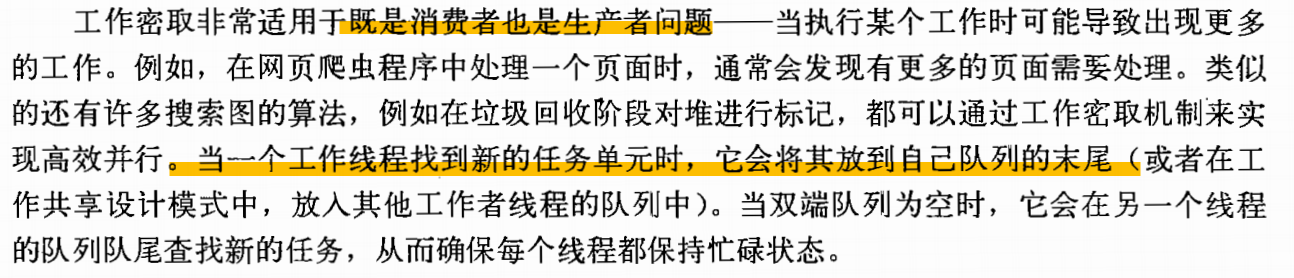 工作密取非常适用于既是消费者也是生产者问题——当执行某个工作时可能导致出现更多
的工作。例如，在网页爬虫程序中处理一个页面时，通常会发现有更多的页面需要处理。类似
的还有许多搜索图的算法，例如在垃圾回收阶段对堆进行标记，都可以通过工作密取机制来实
现高效并行。当一个工作线程找到新的任务单元时，它会将其放到自己队列的末尾（或者在工
作共享设计模式中，放入其他工作者线程的队列中）。当双端队列为空时，它会在另一个线程
的队列队尾查找新的任务，从而确保每个线程都保持忙碌状态。